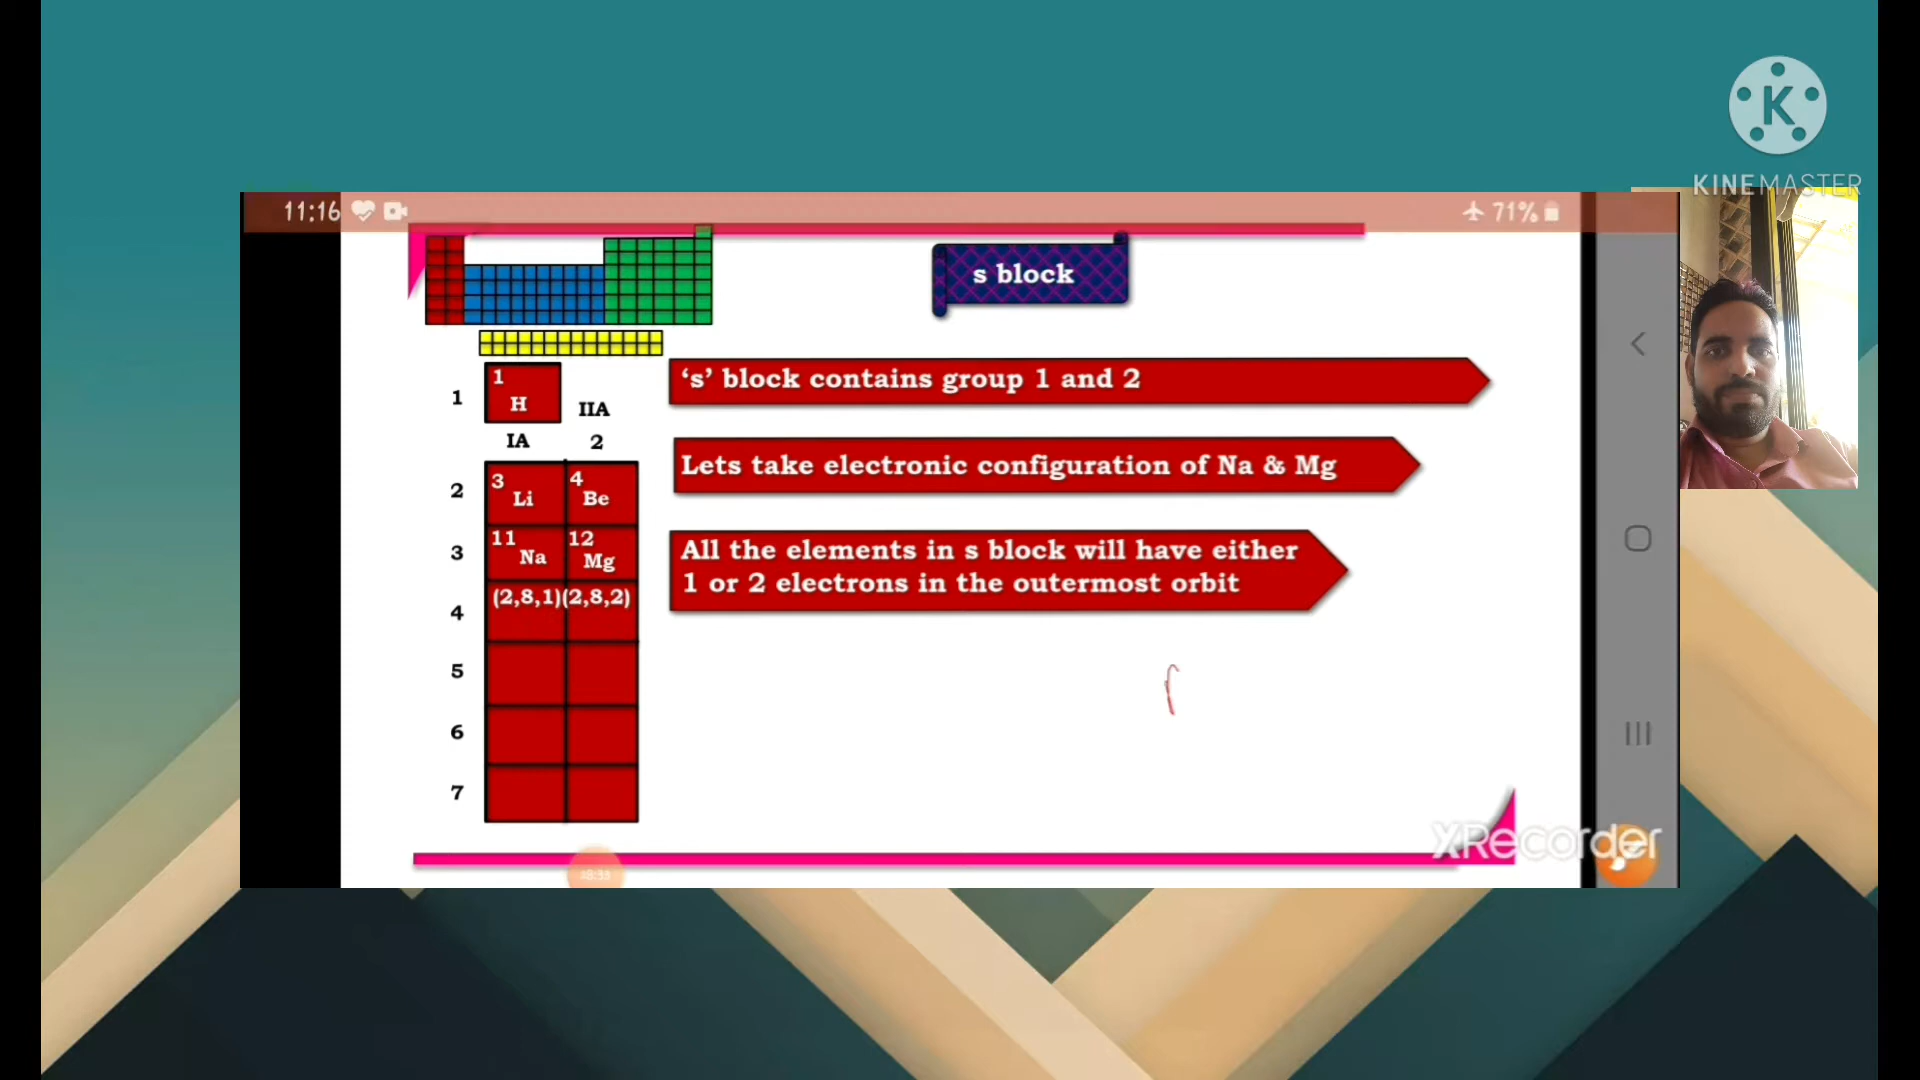 K
KINEMASTER
11:16
71%
s block
1
1
H
IIA
IA
2
‘s’ block contains group 1 and 2
Lets take electronic configuration of Na & Mg
2
3
Li
4
Be
3
11
Na
12
Mg
All the elements in s block will have either
1 or 2 electrons in the outermost orbit
4
(2,8,1)(2,8,2)
5
6
7
XRecorder